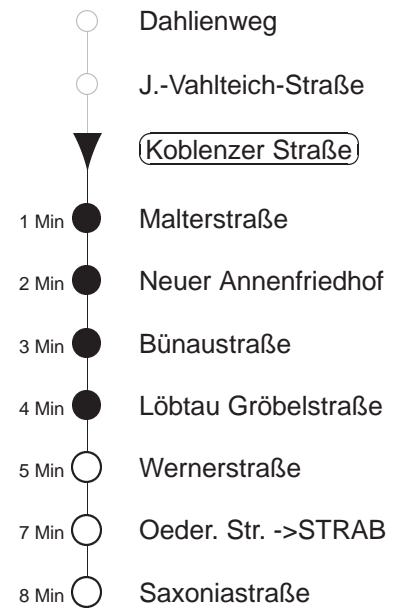 Dahlienweg
J.-Vahlteich-Straße
Koblenzer Straße
1 Min Malterstraße
2 Min Neuer Annenfriedhof
3 Min Bünaustraße
4 Min Löbtau Gröbelstraße
5 Min Wernerstraße
7 Min Oeder. Str. ->STRAB
8 Min Saxoniastraße